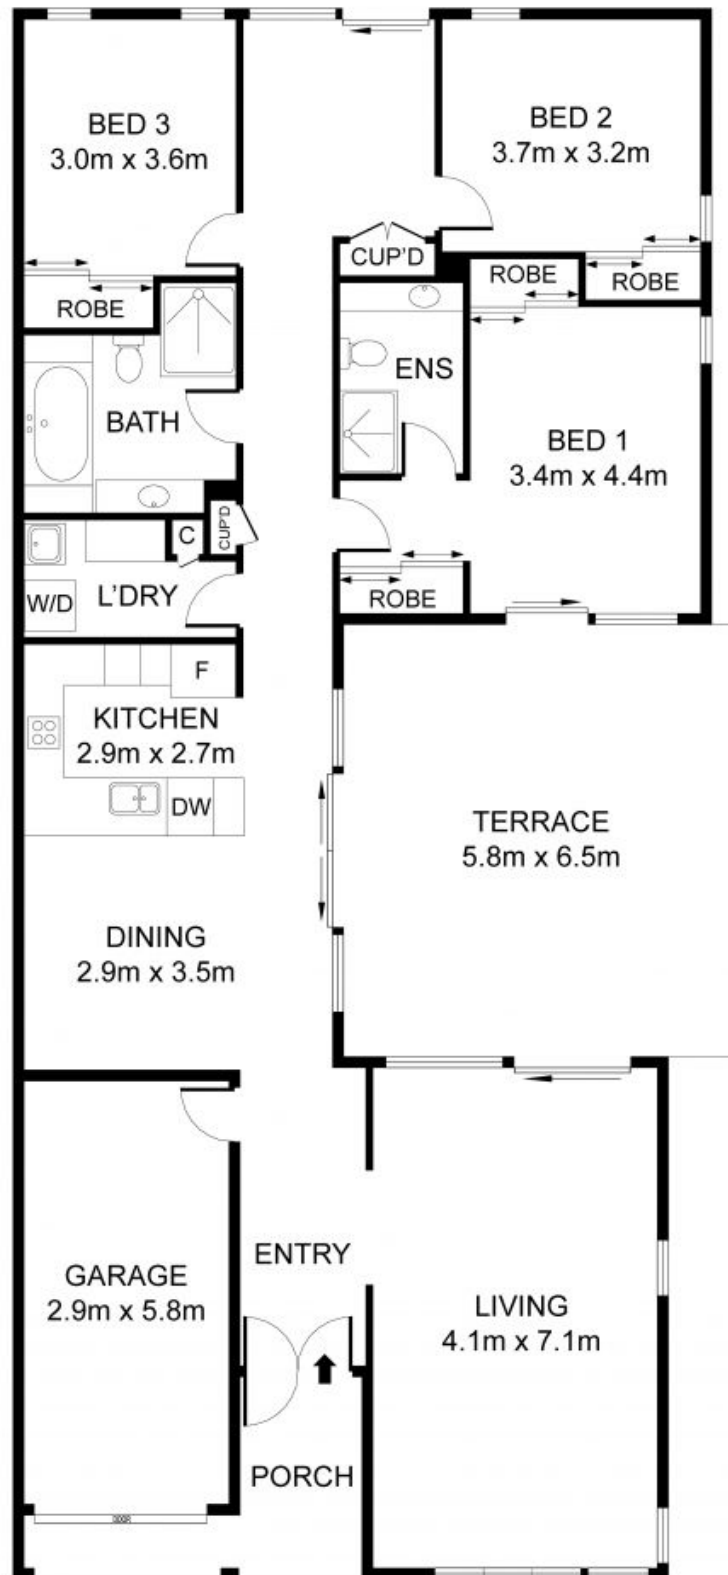 BED 3
3.0m x 3.6m
BED 2
3.7m x 3.2m
CUP'D
ROBE
ROBE
ROBE
ENS
BATH
BED 1
3.4m x 4.4m
C
CUP'D
W/D
L'DRY
ROBE
F
KITCHEN
2.9m x 2.7m
DW
TERRACE
5.8m x 6.5m
DINING
2.9m x 3.5m
ENTRY
GARAGE
2.9m x 5.8m
LIVING
4.1m x 7.1m
PORCH